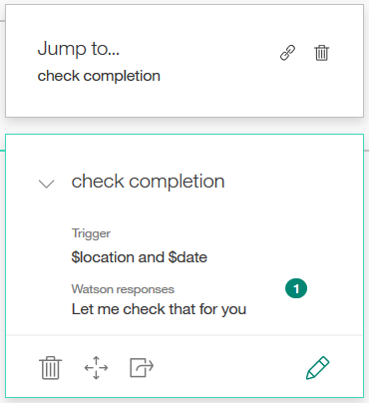 Jump to...
check completion
check completion
Trigger
$location and $date
Watson responses
1
Let me check that for you